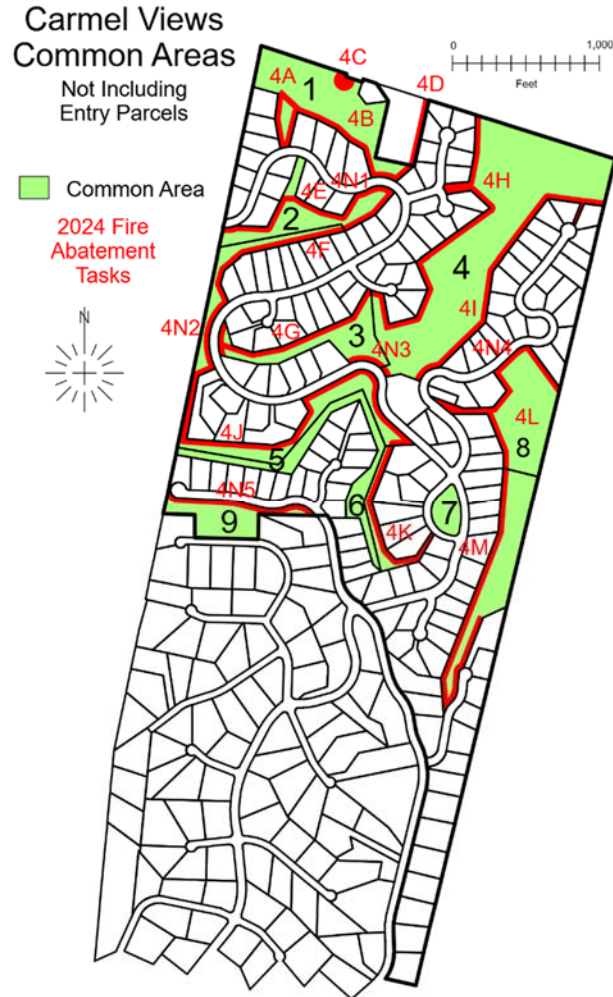 Carmel Views
Common Areas
Not Including
Entry Parcels
Common Area
2024 Fire
Abatement
Tasks
N
0 1,000
Feet
4C
4A
1
4D
4B
4H
4E
4N1
2
4F
4
4I
4N2
4G
3
4N3
4N4
4L
4J
8
5
4N5
6
7
9
4K
4M